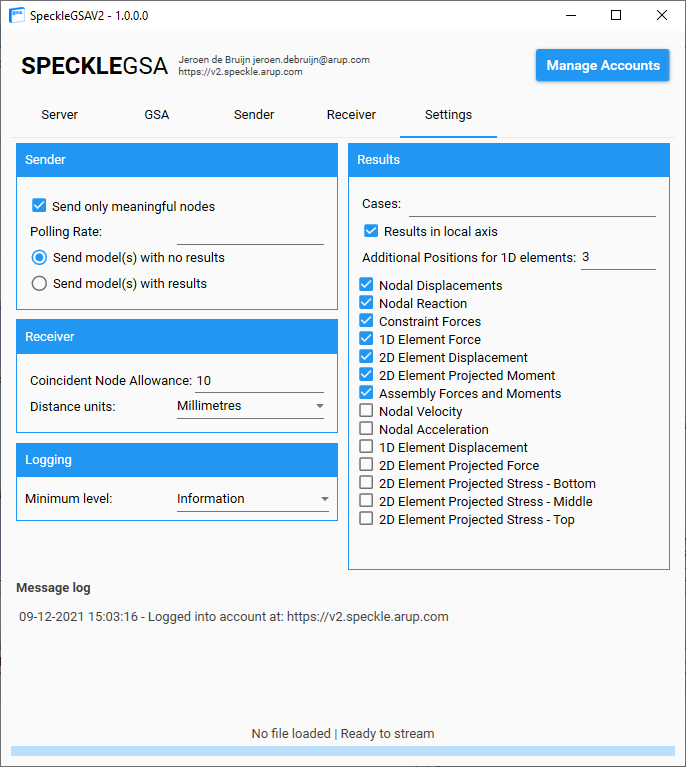 SpeckleGSAV2 - 1.0.0.0
SPECKLEGSA
Jeroen de Bruijn jeroen.debruijn@arup.com
https://v2.speckle.arup.com
Manage Accounts
Server GSA Sender Receiver Settings
Sender
Send only meaningful nodes
Polling Rate:
Send model(s) with no results
Send model(s) with results
Receiver
Coincident Node Allowance: 10
Distance units: Millimetres
Logging
Minimum level: Information
Results
Cases:
Results in local axis
Additional Positions for 1D elements: 3
Nodal Displacements
Nodal Reaction
Constraint Forces
1D Element Force
2D Element Displacement
2D Element Projected Moment
Assembly Forces and Moments
Nodal Velocity
Nodal Acceleration
1D Element Displacement
2D Element Projected Force
2D Element Projected Stress - Bottom
2D Element Projected Stress - Middle
2D Element Projected Stress - Top
Message log
09-12-2021 15:03:16 - Logged into account at: https://v2.speckle.arup.com
No file loaded | Ready to stream